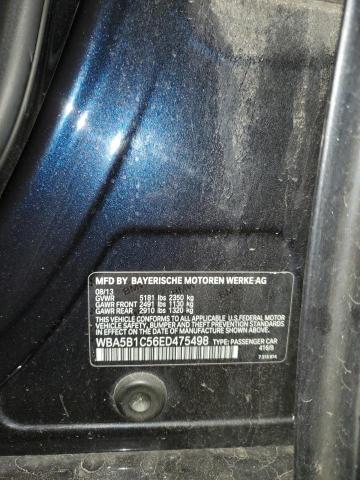 MFD BY BAYERISCHE MOTOREN WERKE AG
08/13
GVWR 5181 lbs 2350 kg
GAWR FRONT 2491 lbs 1130 kg
GAWR REAR 2910 lbs 1320 kg
THIS VEHICLE CONFORMS TO ALL APPLICABLE U.S.
FEDERAL MOTOR VEHICLE SAFETY,
BUMPER, AND THEFT PREVENTION STANDARDS IN
EFFECT ON THE DATE OF MANUFACTURE SHOWN ABOVE.
WBA5B1C56ED475498 TYPE: PASSENGER CAR